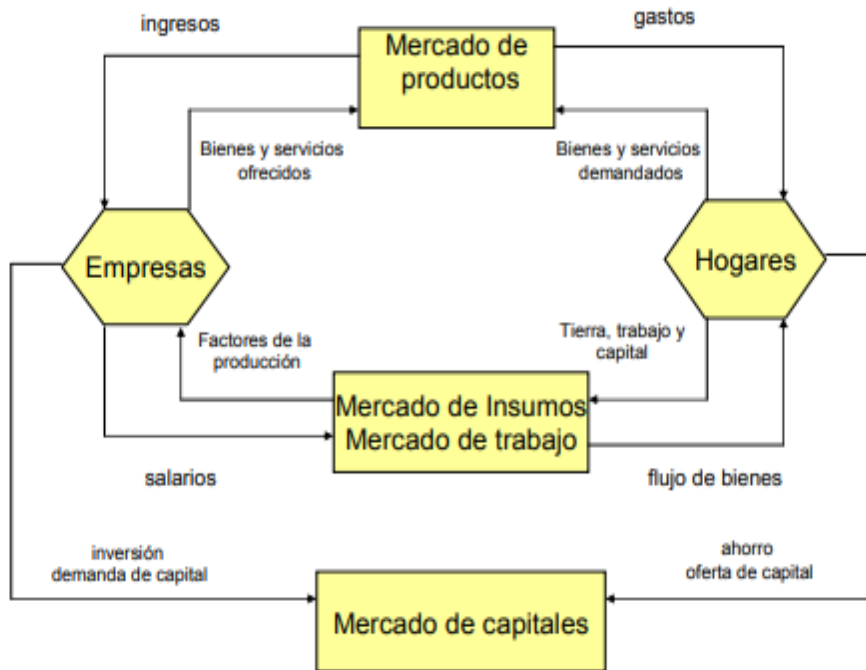 ingresos
gastos
Mercado de
productos
Bienes y servicios
ofrecidos
Bienes y servicios
demandados
Empresas
Hogares
Factores de la
producción
Tierra, trabajo y
capital
Mercado de Insumos
Mercado de trabajo
salarios
flujo de bienes
inversión
demanda de capital
ahorro
oferta de capital
Mercado de capitales